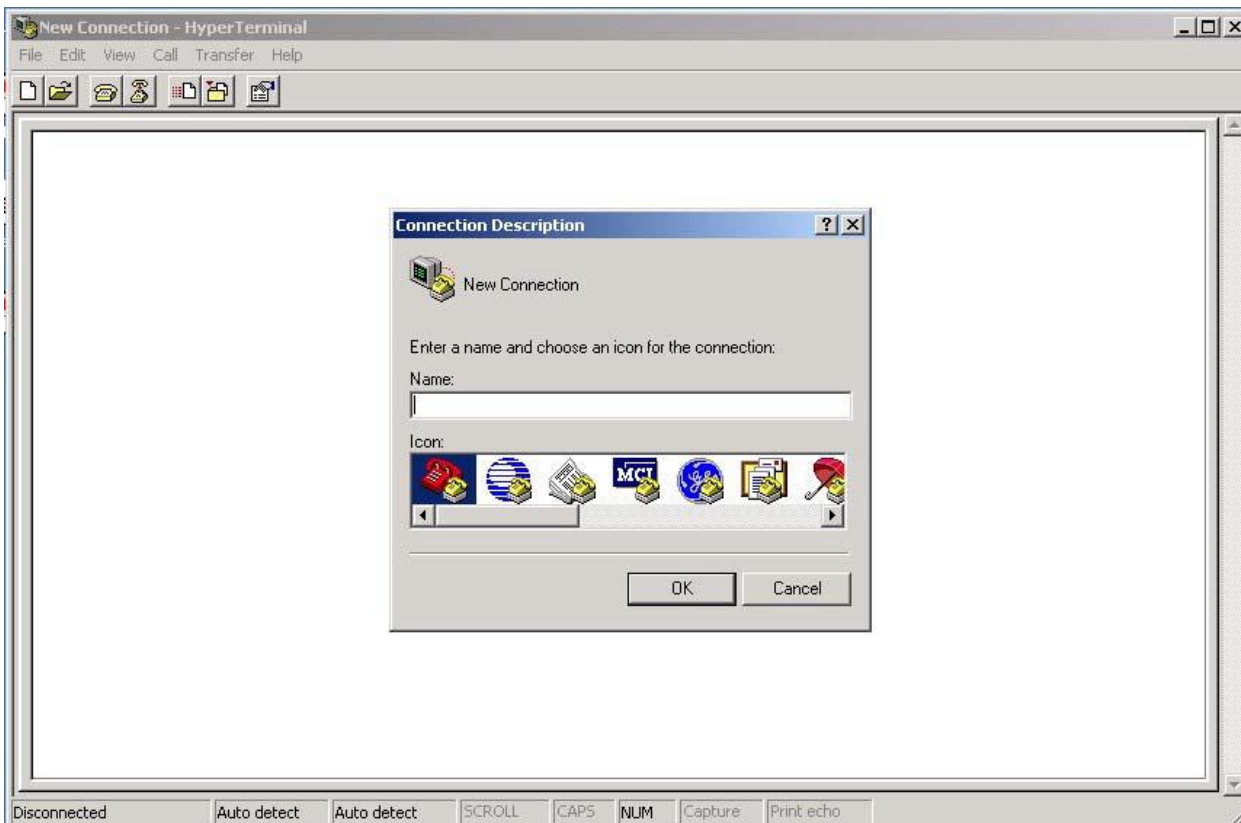 New Connection - HyperTerminal
File Edit View Call Transfer Help
Connection Description
New Connection
Enter a name and choose an icon for the connection:
Name:
Icon:
MCI
OK Cancel
Disconnected Auto detect Auto detect SCROLL CAPS NUM Capture Print echo